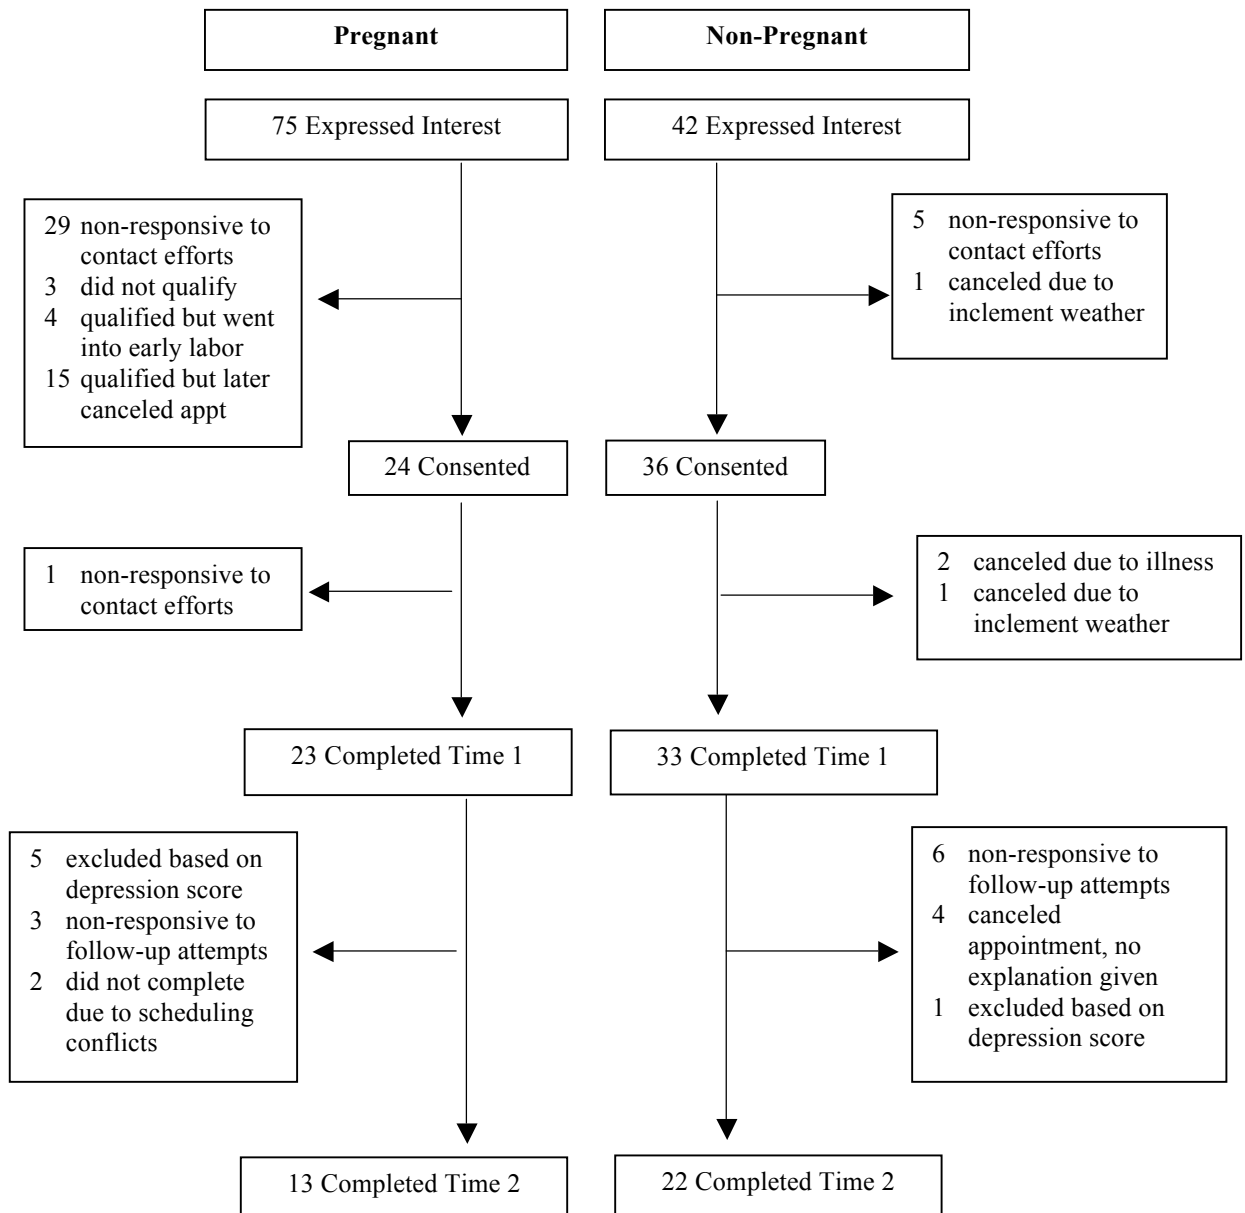 Pregnant
Non-Pregnant
75 Expressed Interest
42 Expressed Interest
29 non-responsive to
contact efforts
3 did not qualify
4 qualified but went
into early labor
15 qualified but later
canceled appt
5 non-responsive to
contact efforts
1 canceled due to
inclement weather
24 Consented
36 Consented
1 non-responsive to
contact efforts
2 canceled due to illness
1 canceled due to
inclement weather
23 Completed Time 1
33 Completed Time 1
5 excluded based on
depression score
3 non-responsive to
follow-up attempts
2 did not complete
due to scheduling
conflicts
6 non-responsive to
follow-up attempts
4 canceled
appointment, no
explanation given
1 excluded based on
depression score
13 Completed Time 2
22 Completed Time 2